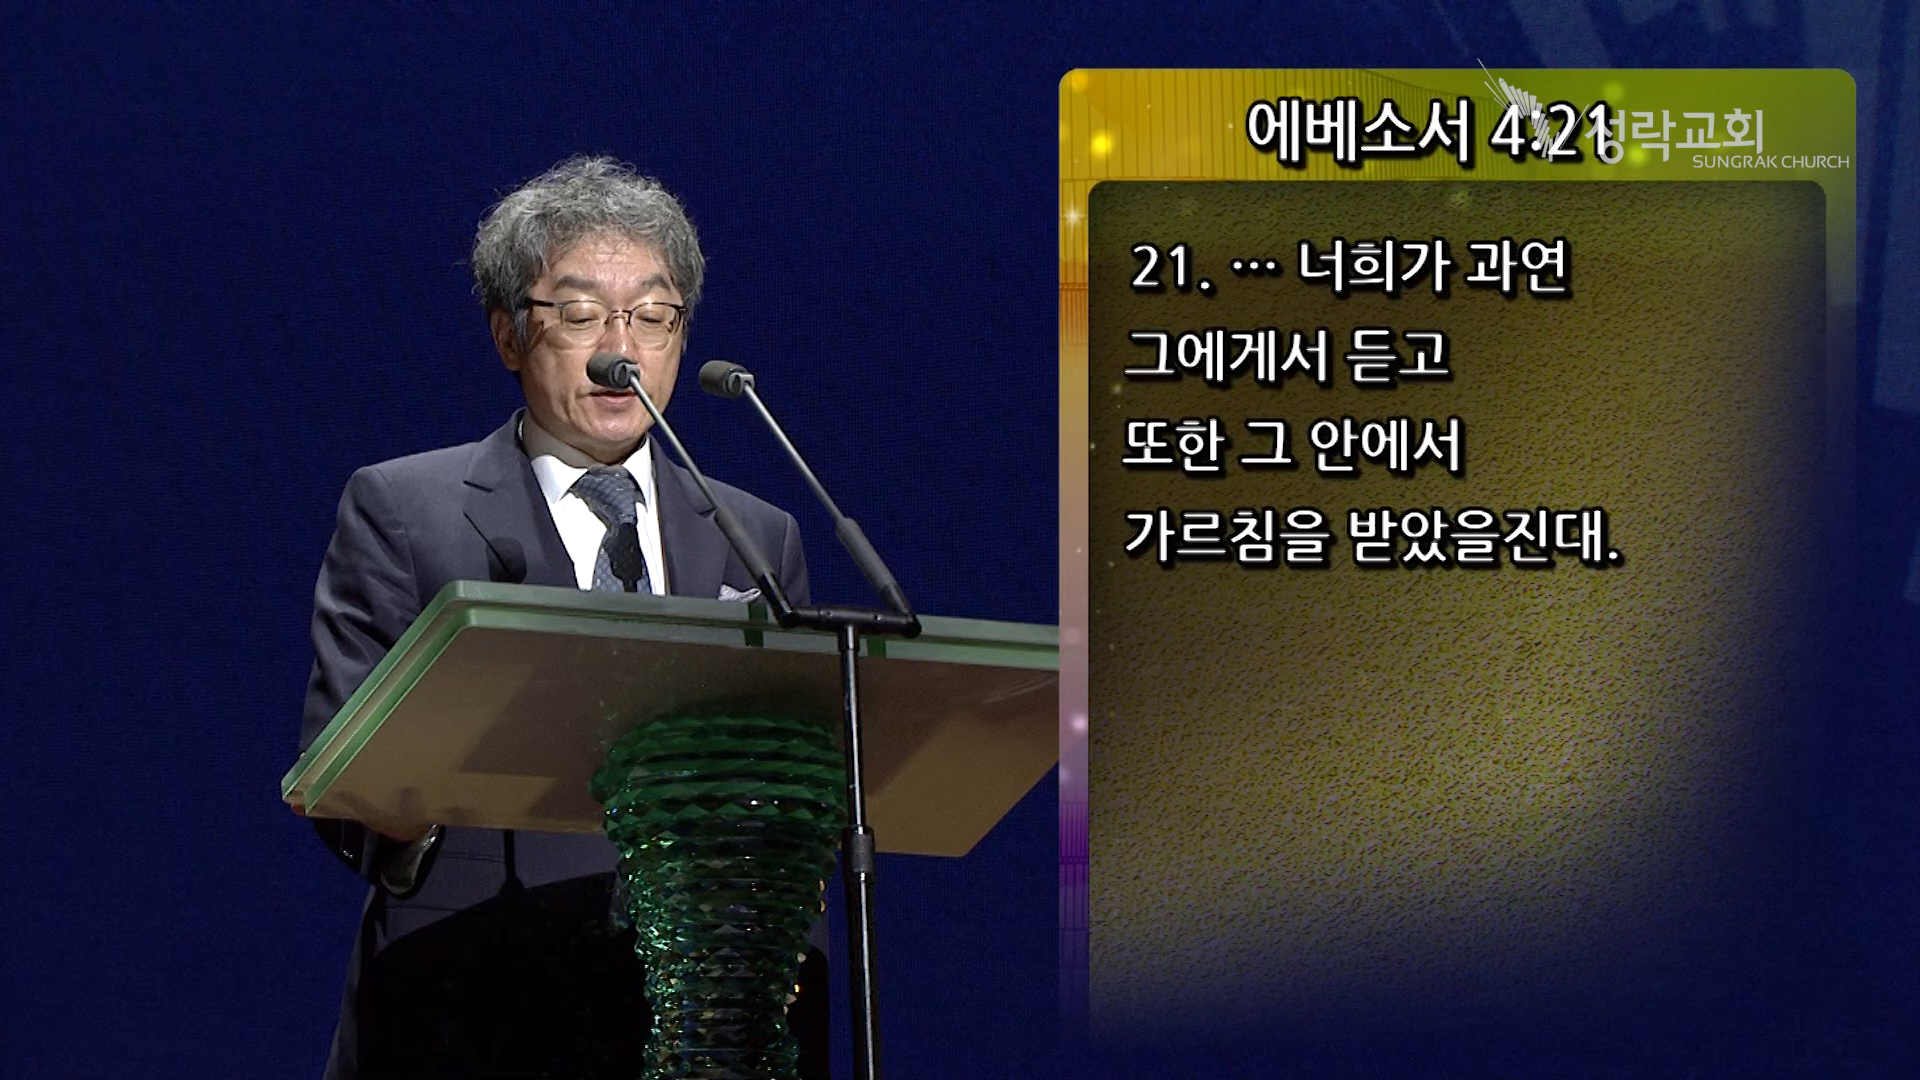 에베소서 4:21
성락교회
SUNGRAK CHURCH
21. … 너희가 과연
그에게서 듣고
또한 그 안에서
가르침을 받았을진대.